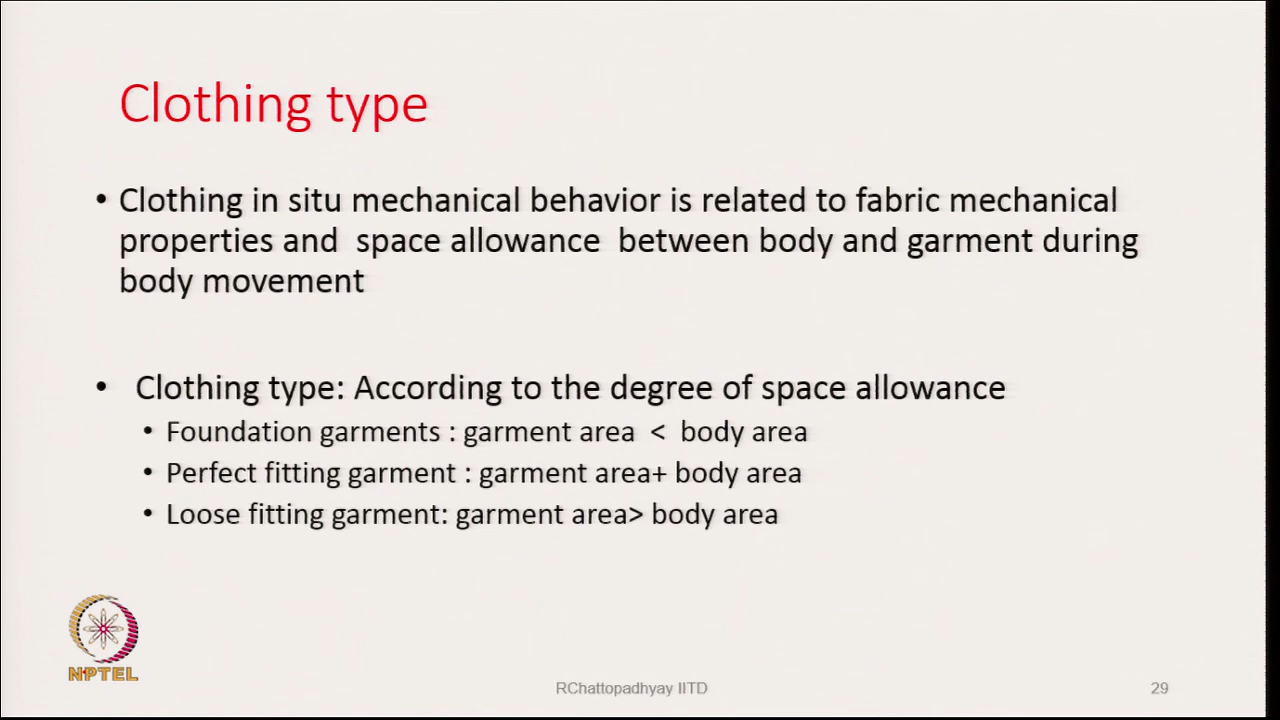 Clothing type
• Clothing in situ mechanical behavior is related to fabric mechanical
properties and space allowance between body and garment during
body movement
• Clothing type: According to the degree of space allowance
• Foundation garments : garment area < body area
• Perfect fitting garment : garment area+ body area
• Loose fitting garment: garment area> body area
NPTEL
RChattopadhyay IITD
29